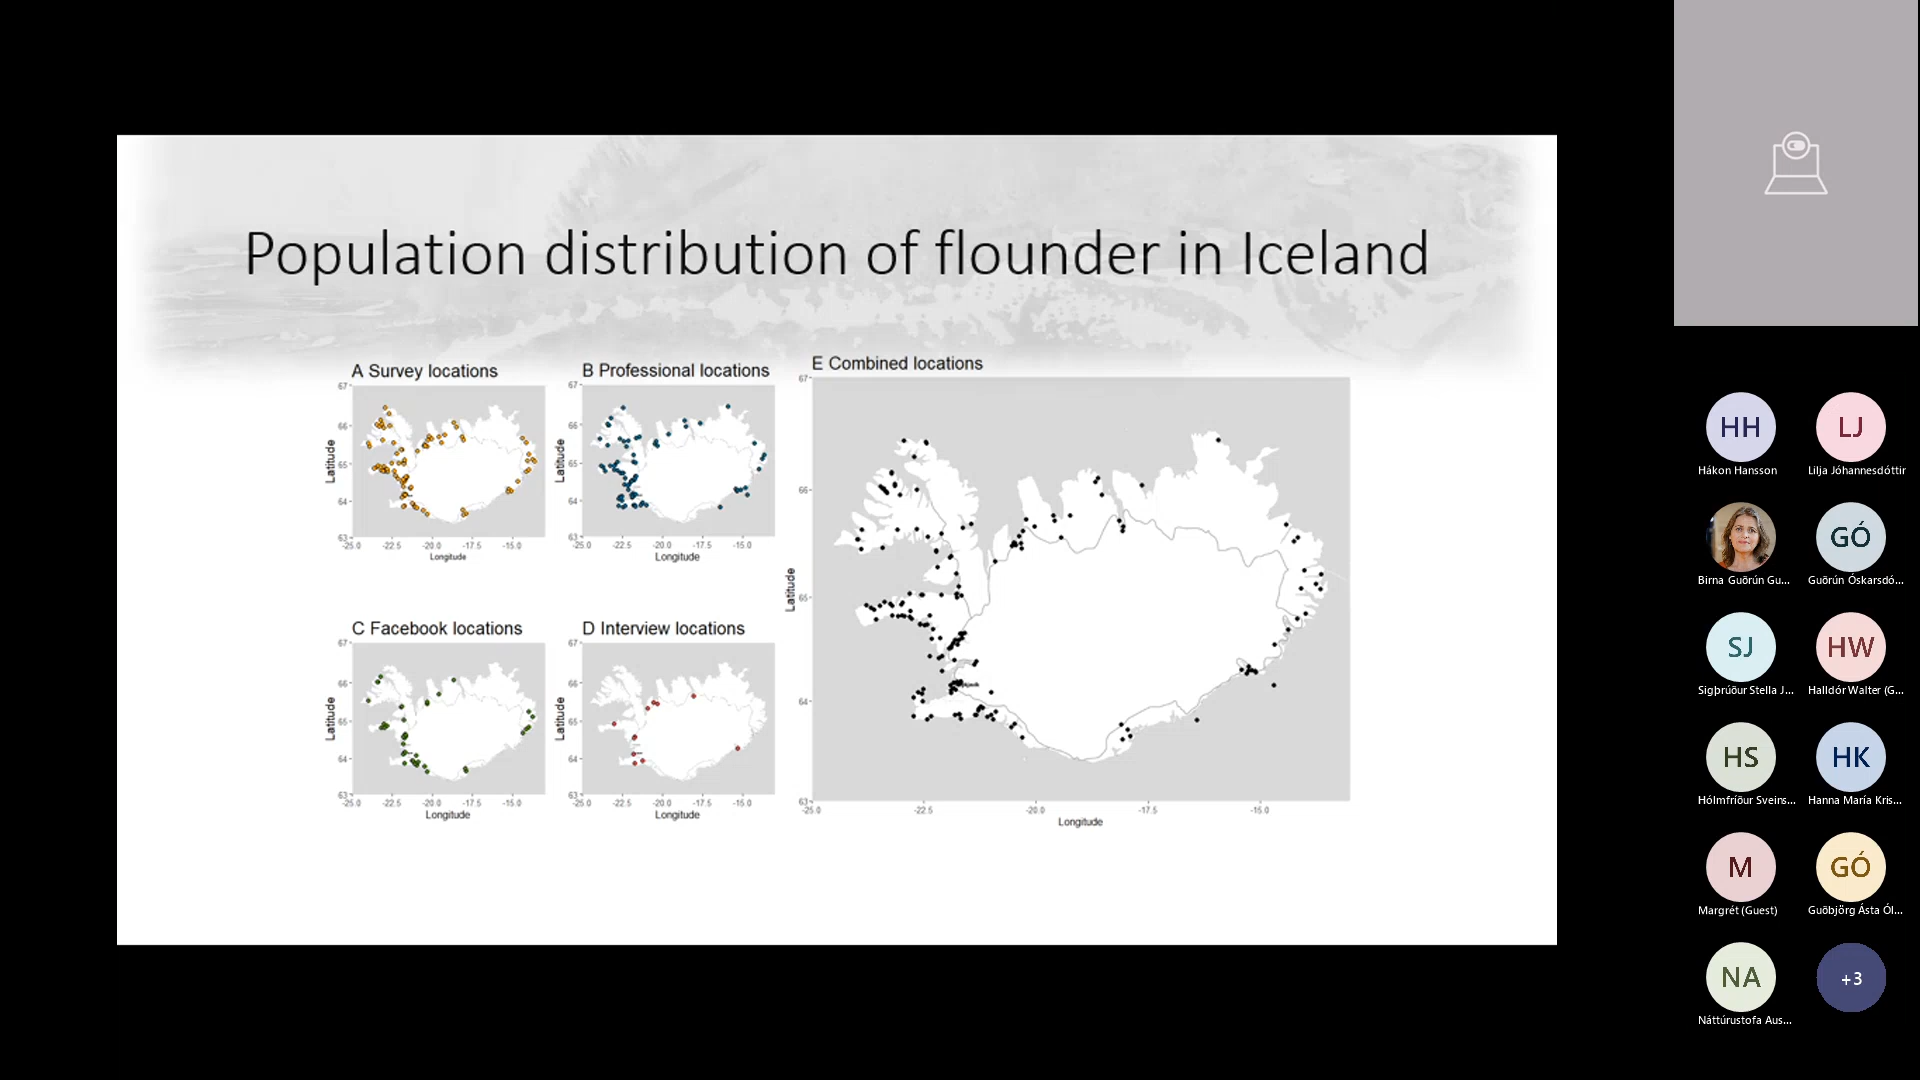 Population distribution of flounder in Iceland
A Survey locations
67
66
65
64
63
-25.0 -22.5 -20.0 -17.5 -15.0
Longitude
Latitude
B Professional locations
67
66
65
64
63
-25.0 -22.5 -20.0 -17.5 -15.0
Longitude
Latitude
C Facebook locations
67
66
65
64
63
-25.0 -22.5 -20.0 -17.5 -15.0
Longitude
Latitude
D Interview locations
67
66
65
64
63
-25.0 -22.5 -20.0 -17.5 -15.0
Longitude
Latitude
E Combined locations
67
66
65
64
63
-25.0 -22.5 -20.0 -17.5 -15.0
Longitude
Latitude
HH
Hákon Hansson
LJ
Lilja Jóhannesdóttir
Birna Guðrún Gu...
GÓ
Guðrún Óskarsdó...
SJ
Sigþrúður Stella J...
HW
Halldór Walter (G...
HS
Hólmfríður Sveins...
HK
Hanna María Kris...
M
Margrét (Guest)
GÓ
Guðbjörg Ásta Ól...
NA
Náttúrustofa Aus...
+3